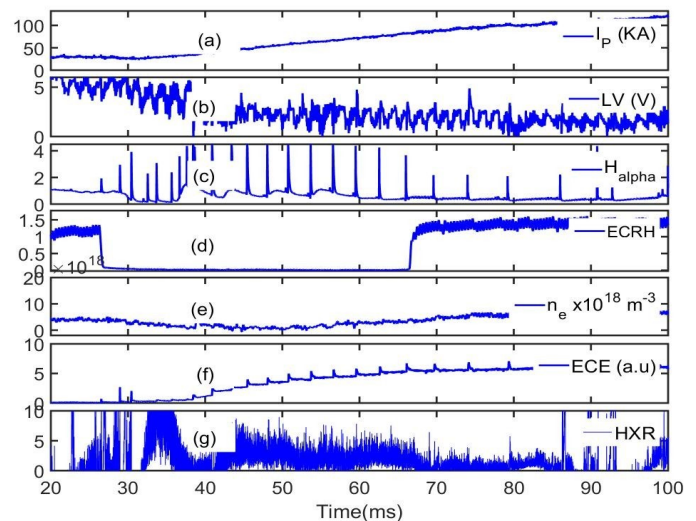 100
50
0
(a)
I_P (KA)
5
0
(b)
LV (V)
4
2
0
(c)
H_alpha
1.5
1
0.5
0
(d)
ECRH
×10^18
20
10
0
(e)
n_e x10^18 m^-3
10
5
0
(f)
ECE (a.u)
10
5
0
(g)
HXR
20 30 40 50 60 70 80 90 100
Time(ms)